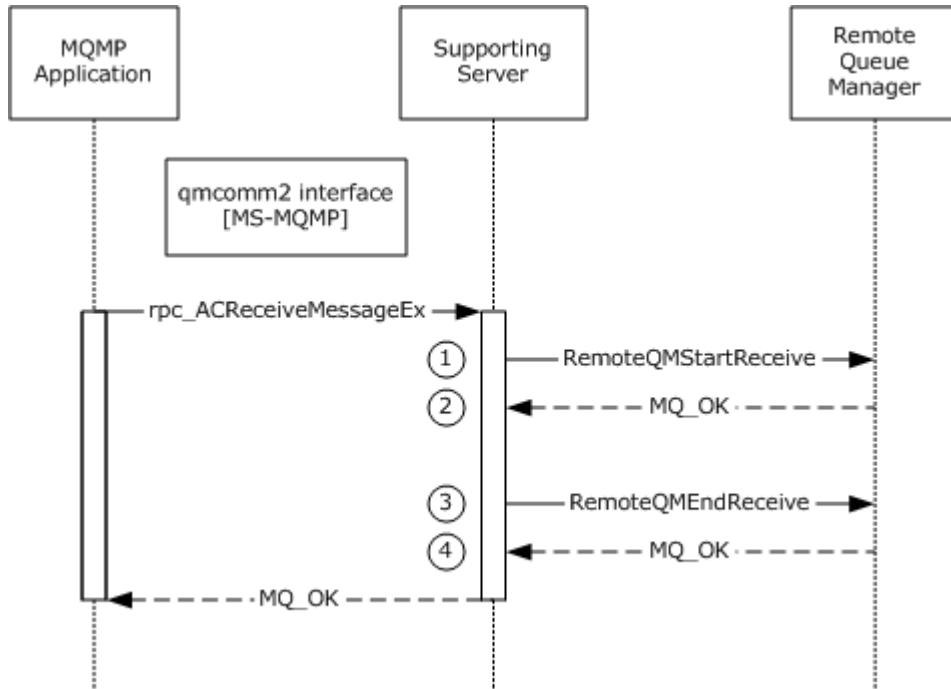 MQMP
Application
Supporting
Server
Remote
Queue
Manager
qmcomm2 interface
[MS-MQMP]
rpc_ACReceiveMessageEx
1
RemoteQMStartReceive
2
MQ_OK
3
RemoteQMEndReceive
4
MQ_OK
MQ_OK